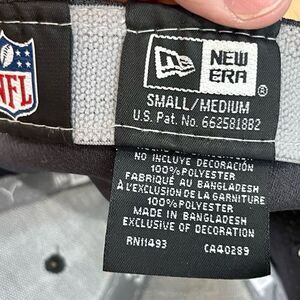 NFL
NEW
ERA
®
SMALL/MEDIUM
U.S. Pat. No. 6625818B2
NO INCLUYE DECORACIÓN
100% POLYESTER
FABRIQUÉ AU BANGLADESH
À L'EXCLUSION DE LA GARNITURE
100% POLYESTER
MADE IN BANGLADESH
EXCLUSIVE OF DECORATION
RN11493 CA40289